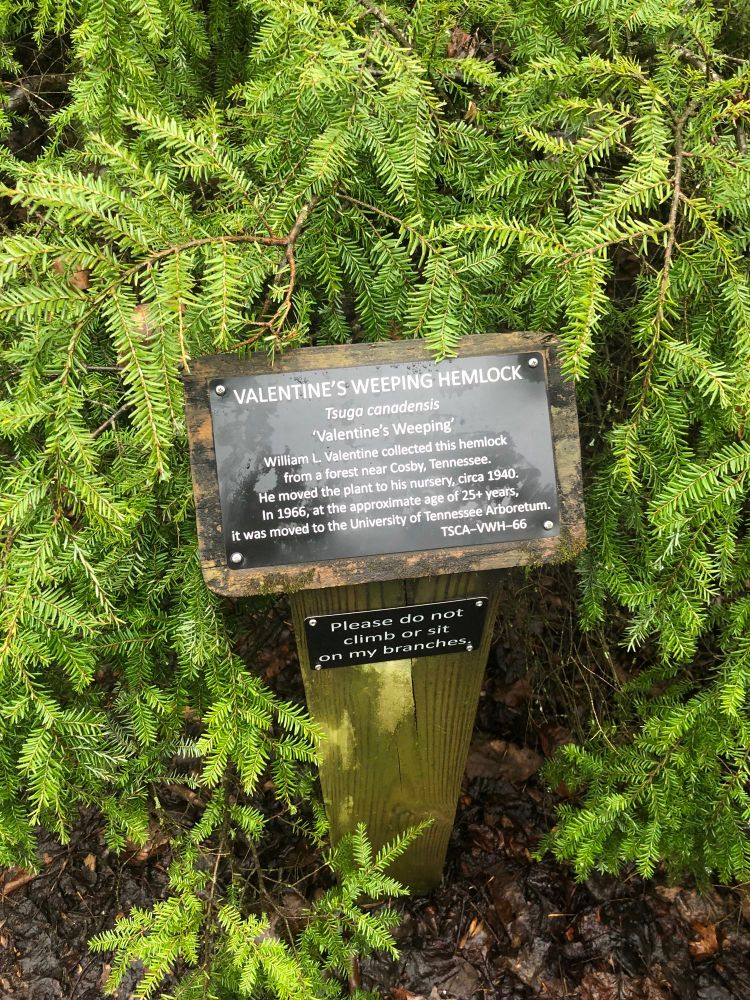 VALENTINE'S WEEPING HEMLOCK
Tsuga canadensis
'Valentine's Weeping'
William L. Valentine collected this hemlock
from a forest near Cosby, Tennessee.
He moved the plant to his nursery, circa 1940.
In 1966, at the approximate age of 25+ years,
it was moved to the University of Tennessee Arboretum.
TSCA–VWH–66
Please do not
climb or sit
on my branches.